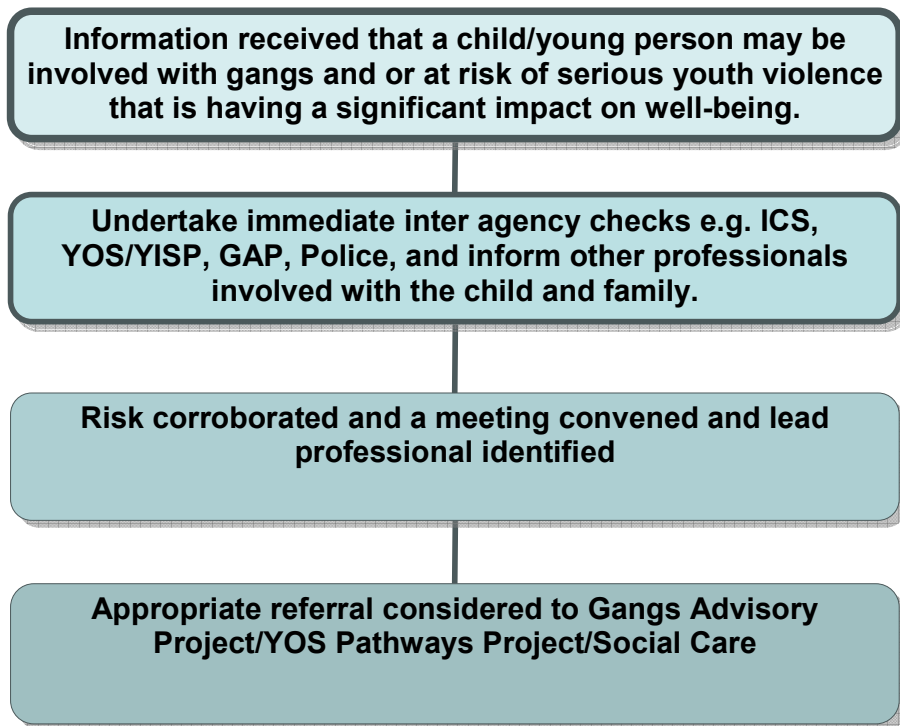 Information received that a child/young person may be
involved with gangs and or at risk of serious youth violence
that is having a significant impact on well-being.
Undertake immediate inter agency checks e.g. ICS,
YOS/YISP, GAP, Police, and inform other professionals
involved with the child and family.
Risk corroborated and a meeting convened and lead
professional identified
Appropriate referral considered to Gangs Advisory
Project/YOS Pathways Project/Social Care